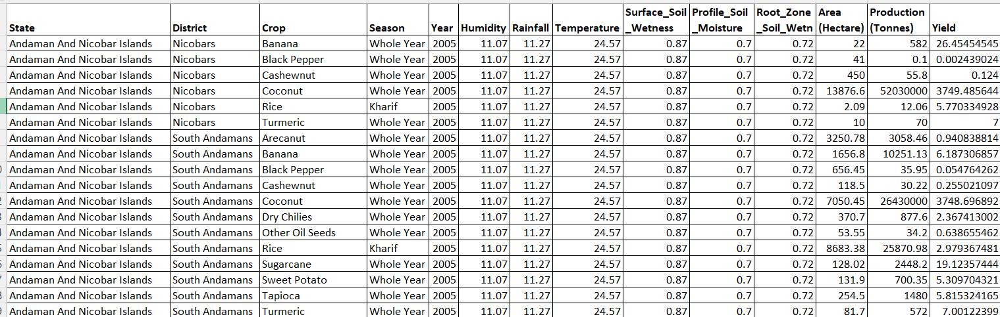 State District Crop Season Year Humidity Rainfall Temperature Surface_Soil_Wetness Profile_Soil_Moisture Root_Zone_Soil_Wetn Area (Hectare) Production (Tonnes) Yield
Andaman And Nicobar Islands Nicobars Banana Whole Year 2005 11.07 11.27 24.57 0.87 0.7 0.72 22 582 26.45454545
Andaman And Nicobar Islands Nicobars Black Pepper Whole Year 2005 11.07 11.27 24.57 0.87 0.7 0.72 41 0.1 0.002439024
Andaman And Nicobar Islands Nicobars Cashewnut Whole Year 2005 11.07 11.27 24.57 0.87 0.7 0.72 450 55.8 0.124
Andaman And Nicobar Islands Nicobars Coconut Whole Year 2005 11.07 11.27 24.57 0.87 0.7 0.72 13876.6 52030000 3749.485644
Andaman And Nicobar Islands Nicobars Rice Kharif 2005 11.07 11.27 24.57 0.87 0.7 0.72 2.09 12.06 5.770334928
Andaman And Nicobar Islands Nicobars Turmeric Whole Year 2005 11.07 11.27 24.57 0.87 0.7 0.72 10 70 7
Andaman And Nicobar Islands South Andamans Arecanut Whole Year 2005 11.07 11.27 24.57 0.87 0.7 0.72 3250.78 3058.46 0.940838814
Andaman And Nicobar Islands South Andamans Banana Whole Year 2005 11.07 11.27 24.57 0.87 0.7 0.72 1656.8 10251.13 6.187306857
Andaman And Nicobar Islands South Andamans Black Pepper Whole Year 2005 11.07 11.27 24.57 0.87 0.7 0.72 656.45 35.95 0.054764262
Andaman And Nicobar Islands South Andamans Cashewnut Whole Year 2005 11.07 11.27 24.57 0.87 0.7 0.72 118.5 30.22 0.255021097
Andaman And Nicobar Islands South Andamans Coconut Whole Year 2005 11.07 11.27 24.57 0.87 0.7 0.72 7050.45 26430000 3748.696892
Andaman And Nicobar Islands South Andamans Dry Chilies Whole Year 2005 11.07 11.27 24.57 0.87 0.7 0.72 370.7 877.6 2.367413002
Andaman And Nicobar Islands South Andamans Other Oil Seeds Whole Year 2005 11.07 11.27 24.57 0.87 0.7 0.72 53.55 34.2 0.638655462
Andaman And Nicobar Islands South Andamans Rice Kharif 2005 11.07 11.27 24.57 0.87 0.7 0.72 8683.38 25870.98 2.979367481
Andaman And Nicobar Islands South Andamans Sugarcane Whole Year 2005 11.07 11.27 24.57 0.87 0.7 0.72 128.02 2448.2 19.12357444
Andaman And Nicobar Islands South Andamans Sweet Potato Whole Year 2005 11.07 11.27 24.57 0.87 0.7 0.72 131.9 700.35 5.309704321
Andaman And Nicobar Islands South Andamans Tapioca Whole Year 2005 11.07 11.27 24.57 0.87 0.7 0.72 254.5 1480 5.815324165
Andaman And Nicobar Islands South Andamans Turmeric Whole Year 2005 11.07 11.27 24.57 0.87 0.7 0.72 81.7 572 7.00122399